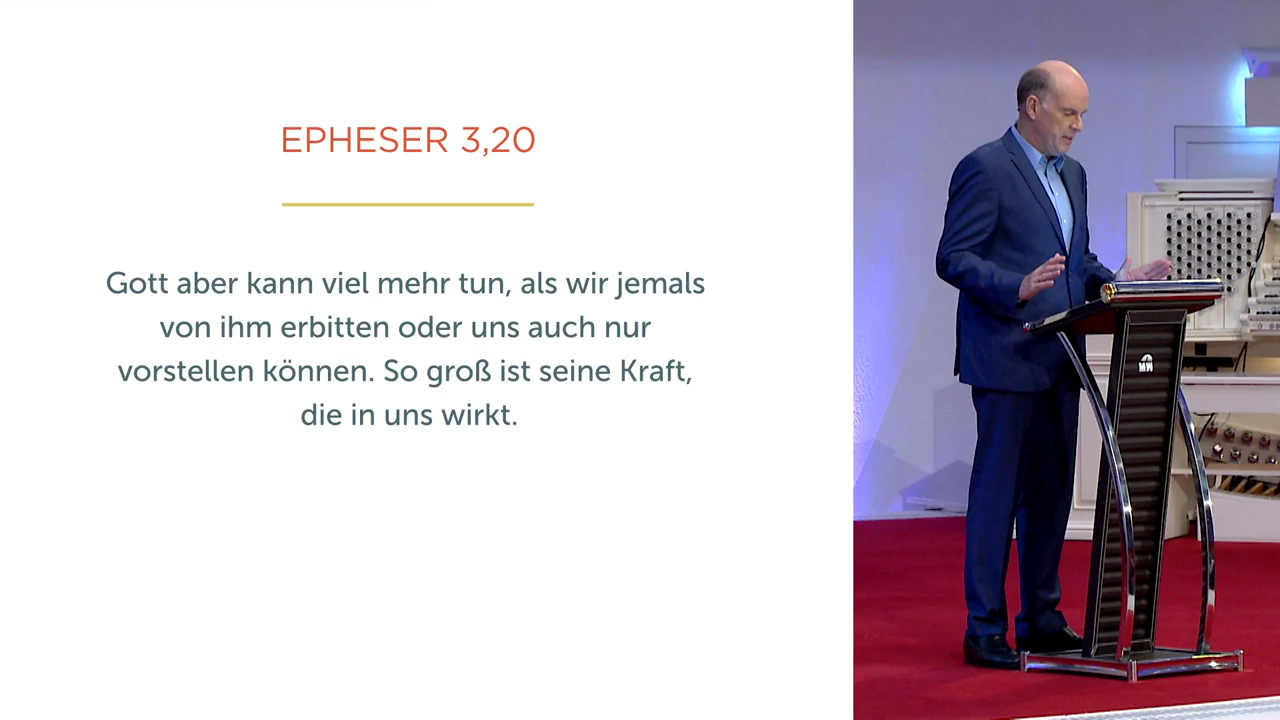 EPHESER 3,20
Gott aber kann viel mehr tun, als wir jemals
von ihm erbitten oder uns auch nur
vorstellen können. So groß ist seine Kraft,
die in uns wirkt.
MW